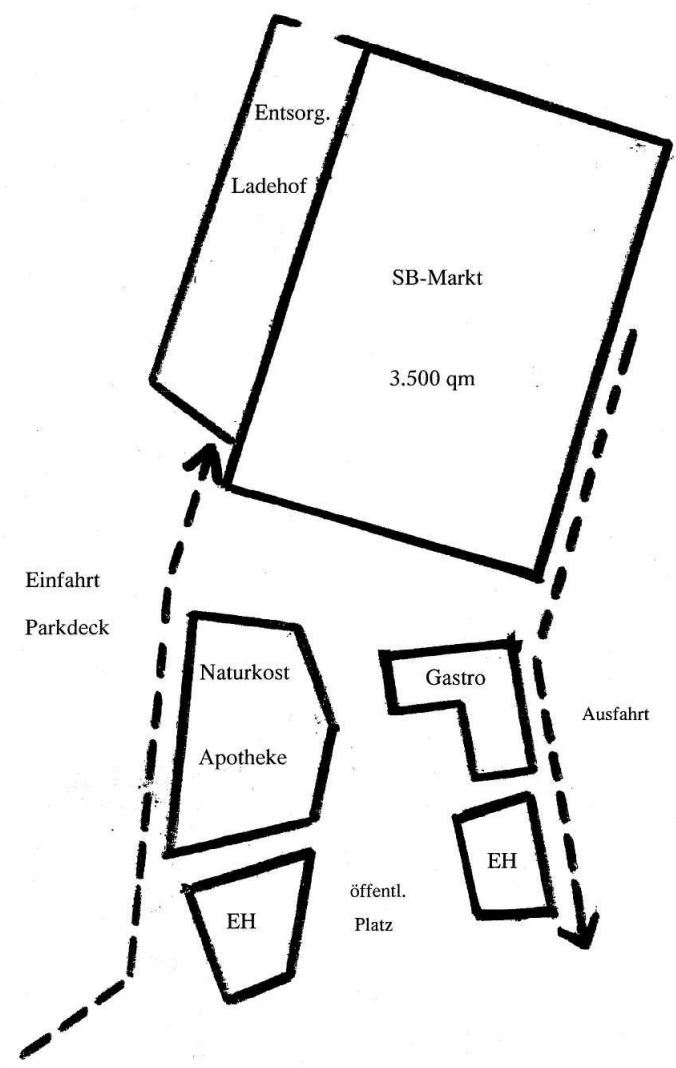 Entsorg.
Ladehof
SB-Markt
3.500 qm
Einfahrt
Parkdeck
Naturkost
Apotheke
Gastro
Ausfahrt
EH
EH
öffentl.
Platz